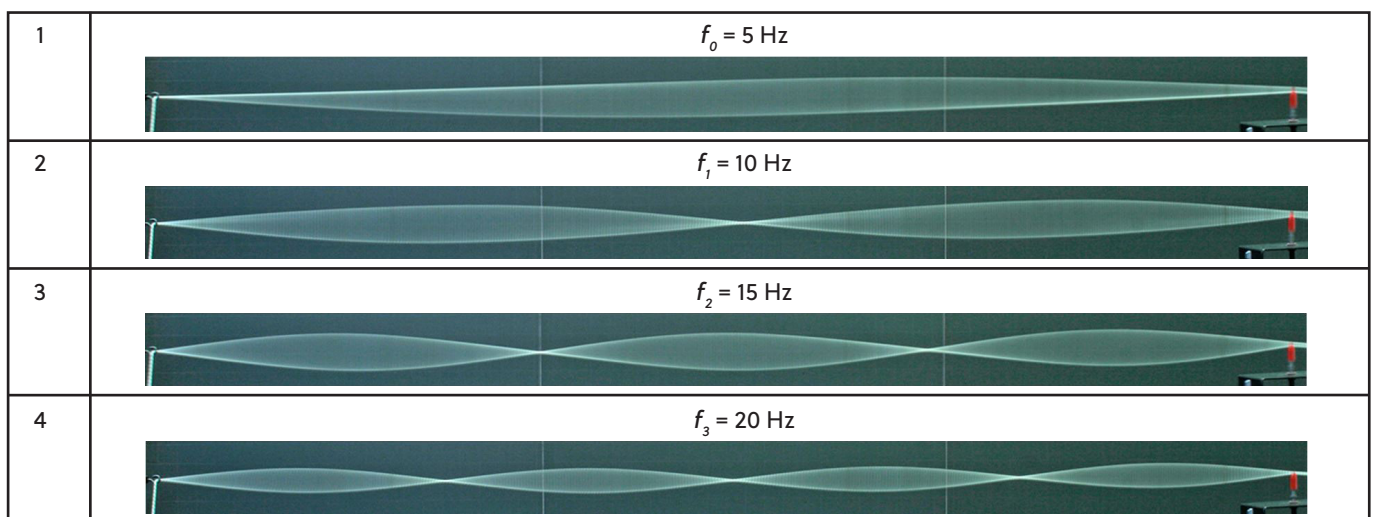 1
f₀ = 5 Hz
2
f₁ = 10 Hz
3
f₂ = 15 Hz
4
f₃ = 20 Hz